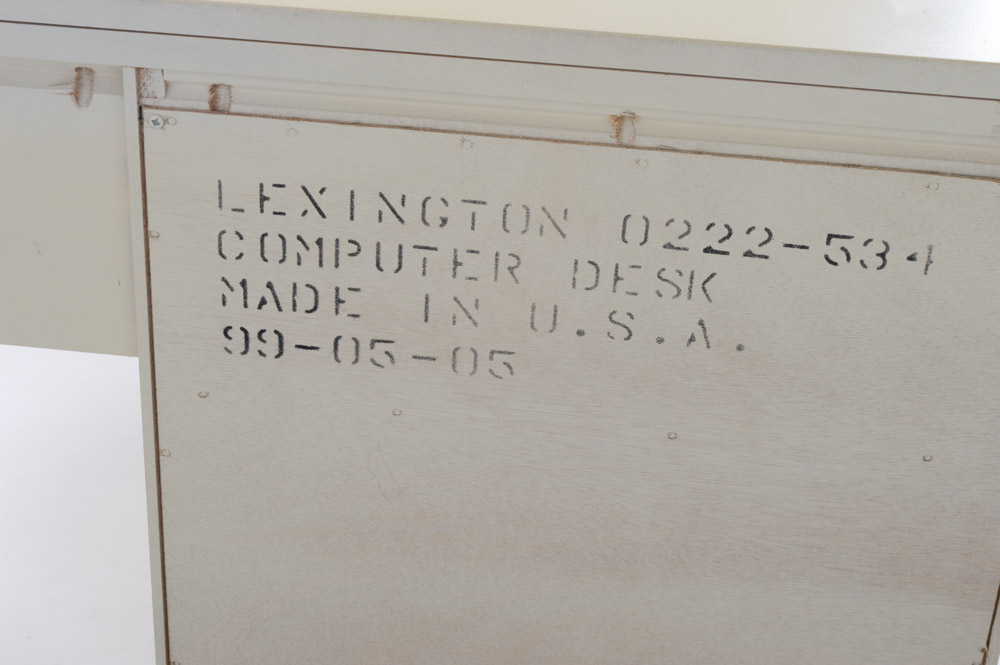 LEXINGTON 0222-534
COMPUTER DESK
MADE IN U.S.A.
99-05-05